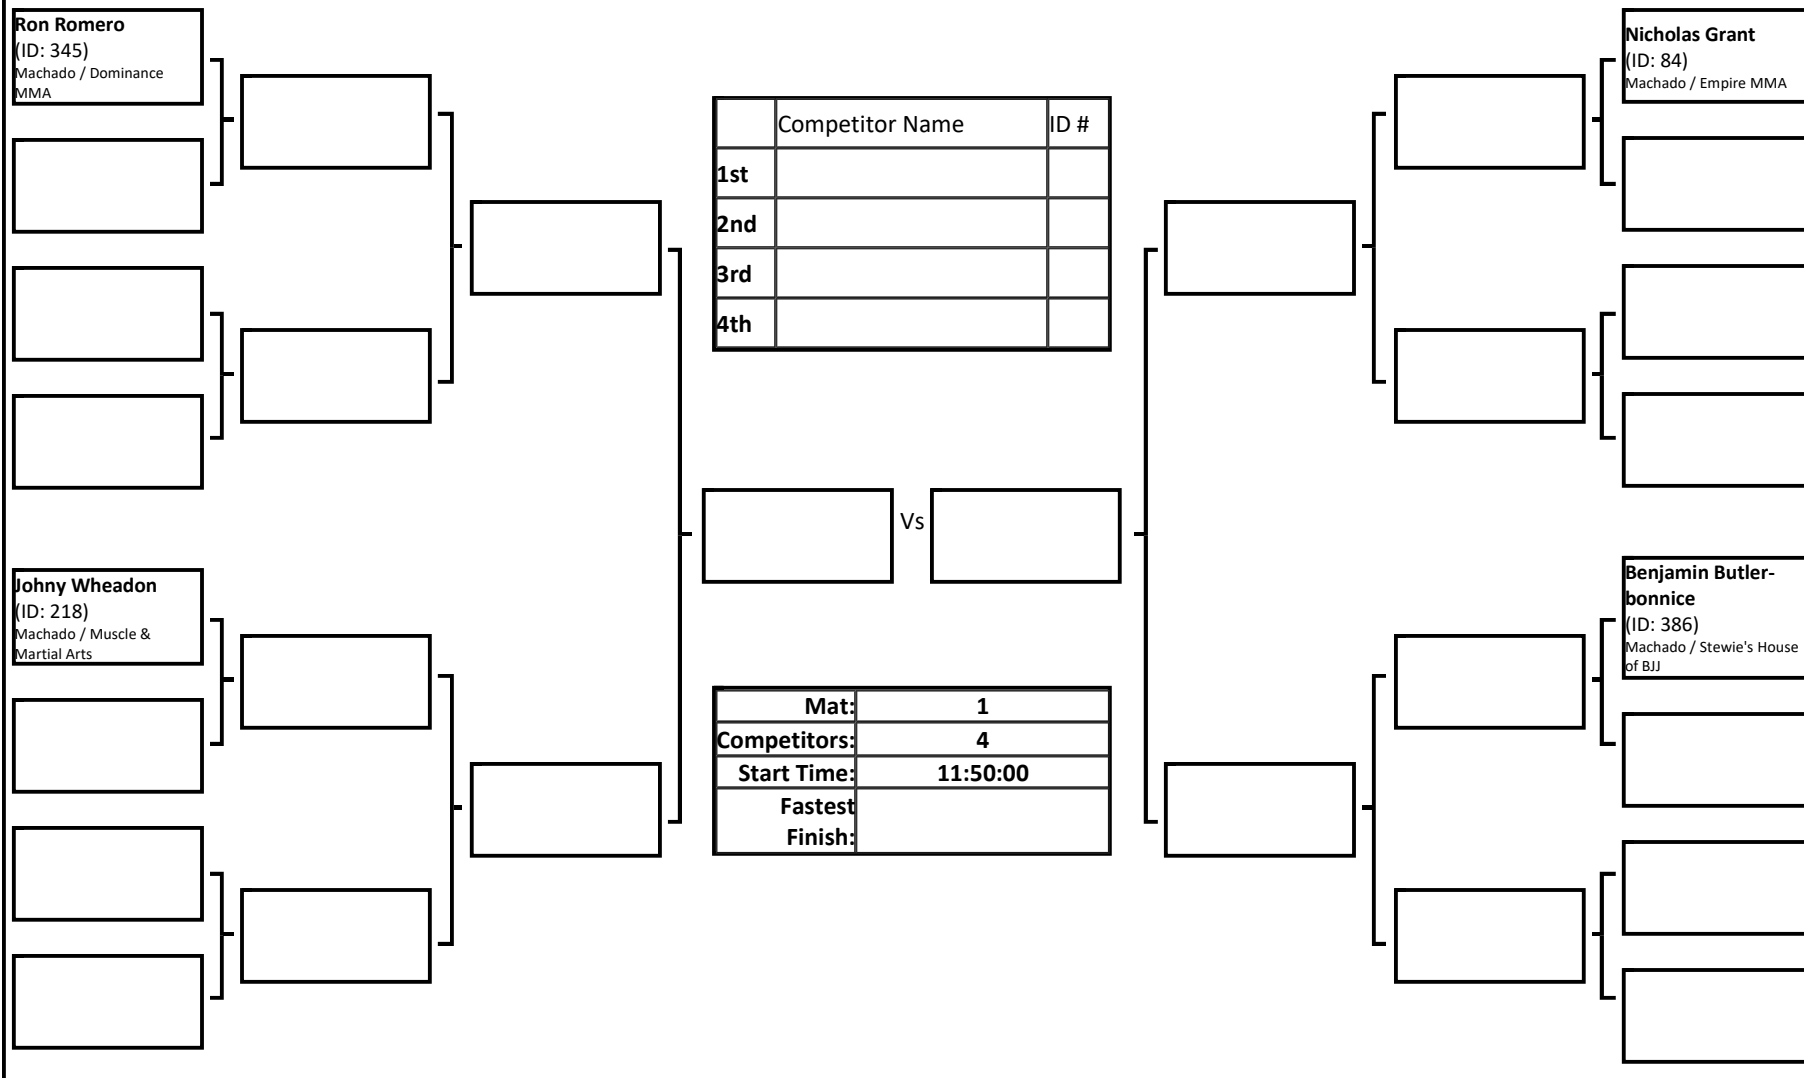 Ron Romero
(ID: 345)
Machado / Dominance
MMA
Johny Wheadon
(ID: 218)
Machado / Muscle &
Martial Arts
Competitor Name ID #
1st
2nd
3rd
4th
Vs
Mat: 1
Competitors: 4
Start Time: 11:50:00
Fastest
Finish:
Nicholas Grant
(ID: 84)
Machado / Empire MMA
Benjamin Butler-
bonnice
(ID: 386)
Machado / Stewie's House
of BJJ